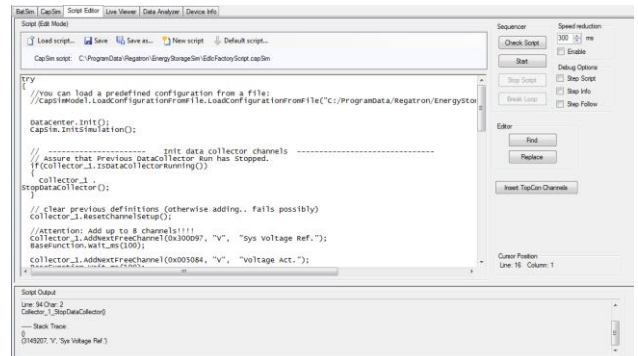 BatSim CapSim Script Editor Live Viewer Data Analyzer Device Info
Script (Edit Mode)
Load script... Save Save as... New script Default script...
CapSim script: C:\ProgramData\Regatron\EnergyStorageSim\EdlcFactoryScript.capSim
try
{
//You can load a predefined configuration from a file:
//CapSimModel.LoadConfigurationFromFile.LoadConfigurationFromFile("C:/ProgramData/Regatron/EnergyStor
DataCenter.Init();
CapSim.InitSimulation();
// ---------------------- Init data collector channels -------------------------------
// Assure that Previous DataCollector Run has Stopped.
if(Collector_1.IsDataCollectorRunning())
{
Collector_1 .
StopDataCollector();
}
// clear previous definitions (otherwise adding.. fails possibly)
Collector_1.ResetChannelSetup();
//Attention: Add up to 8 channels!!!!
Collector_1.AddNextFreeChannel(0x300D97, "V", "Sys Voltage Ref.");
BaseFunction.Wait_ms(100);
Collector_1.AddNextFreeChannel(0x005084, "V", "Voltage Act.");
BaseFunction.Wait_ms(100);
Sequencer
Check Script
Start
Stop Script
Break Loop
Speed reduction
300 ms
Enable
Debug Options
Step Script
Step Info
Step Follow
Editor
Find
Replace
Insert TopCon Channels
Cursor Position
Line: 16 Column: 1
Script Output
Line: 94 Char: 2
Collector_1_StopDataCollector()
----- Stack Trace:
()
(3149207, 'V', 'Sys Voltage Ref.')